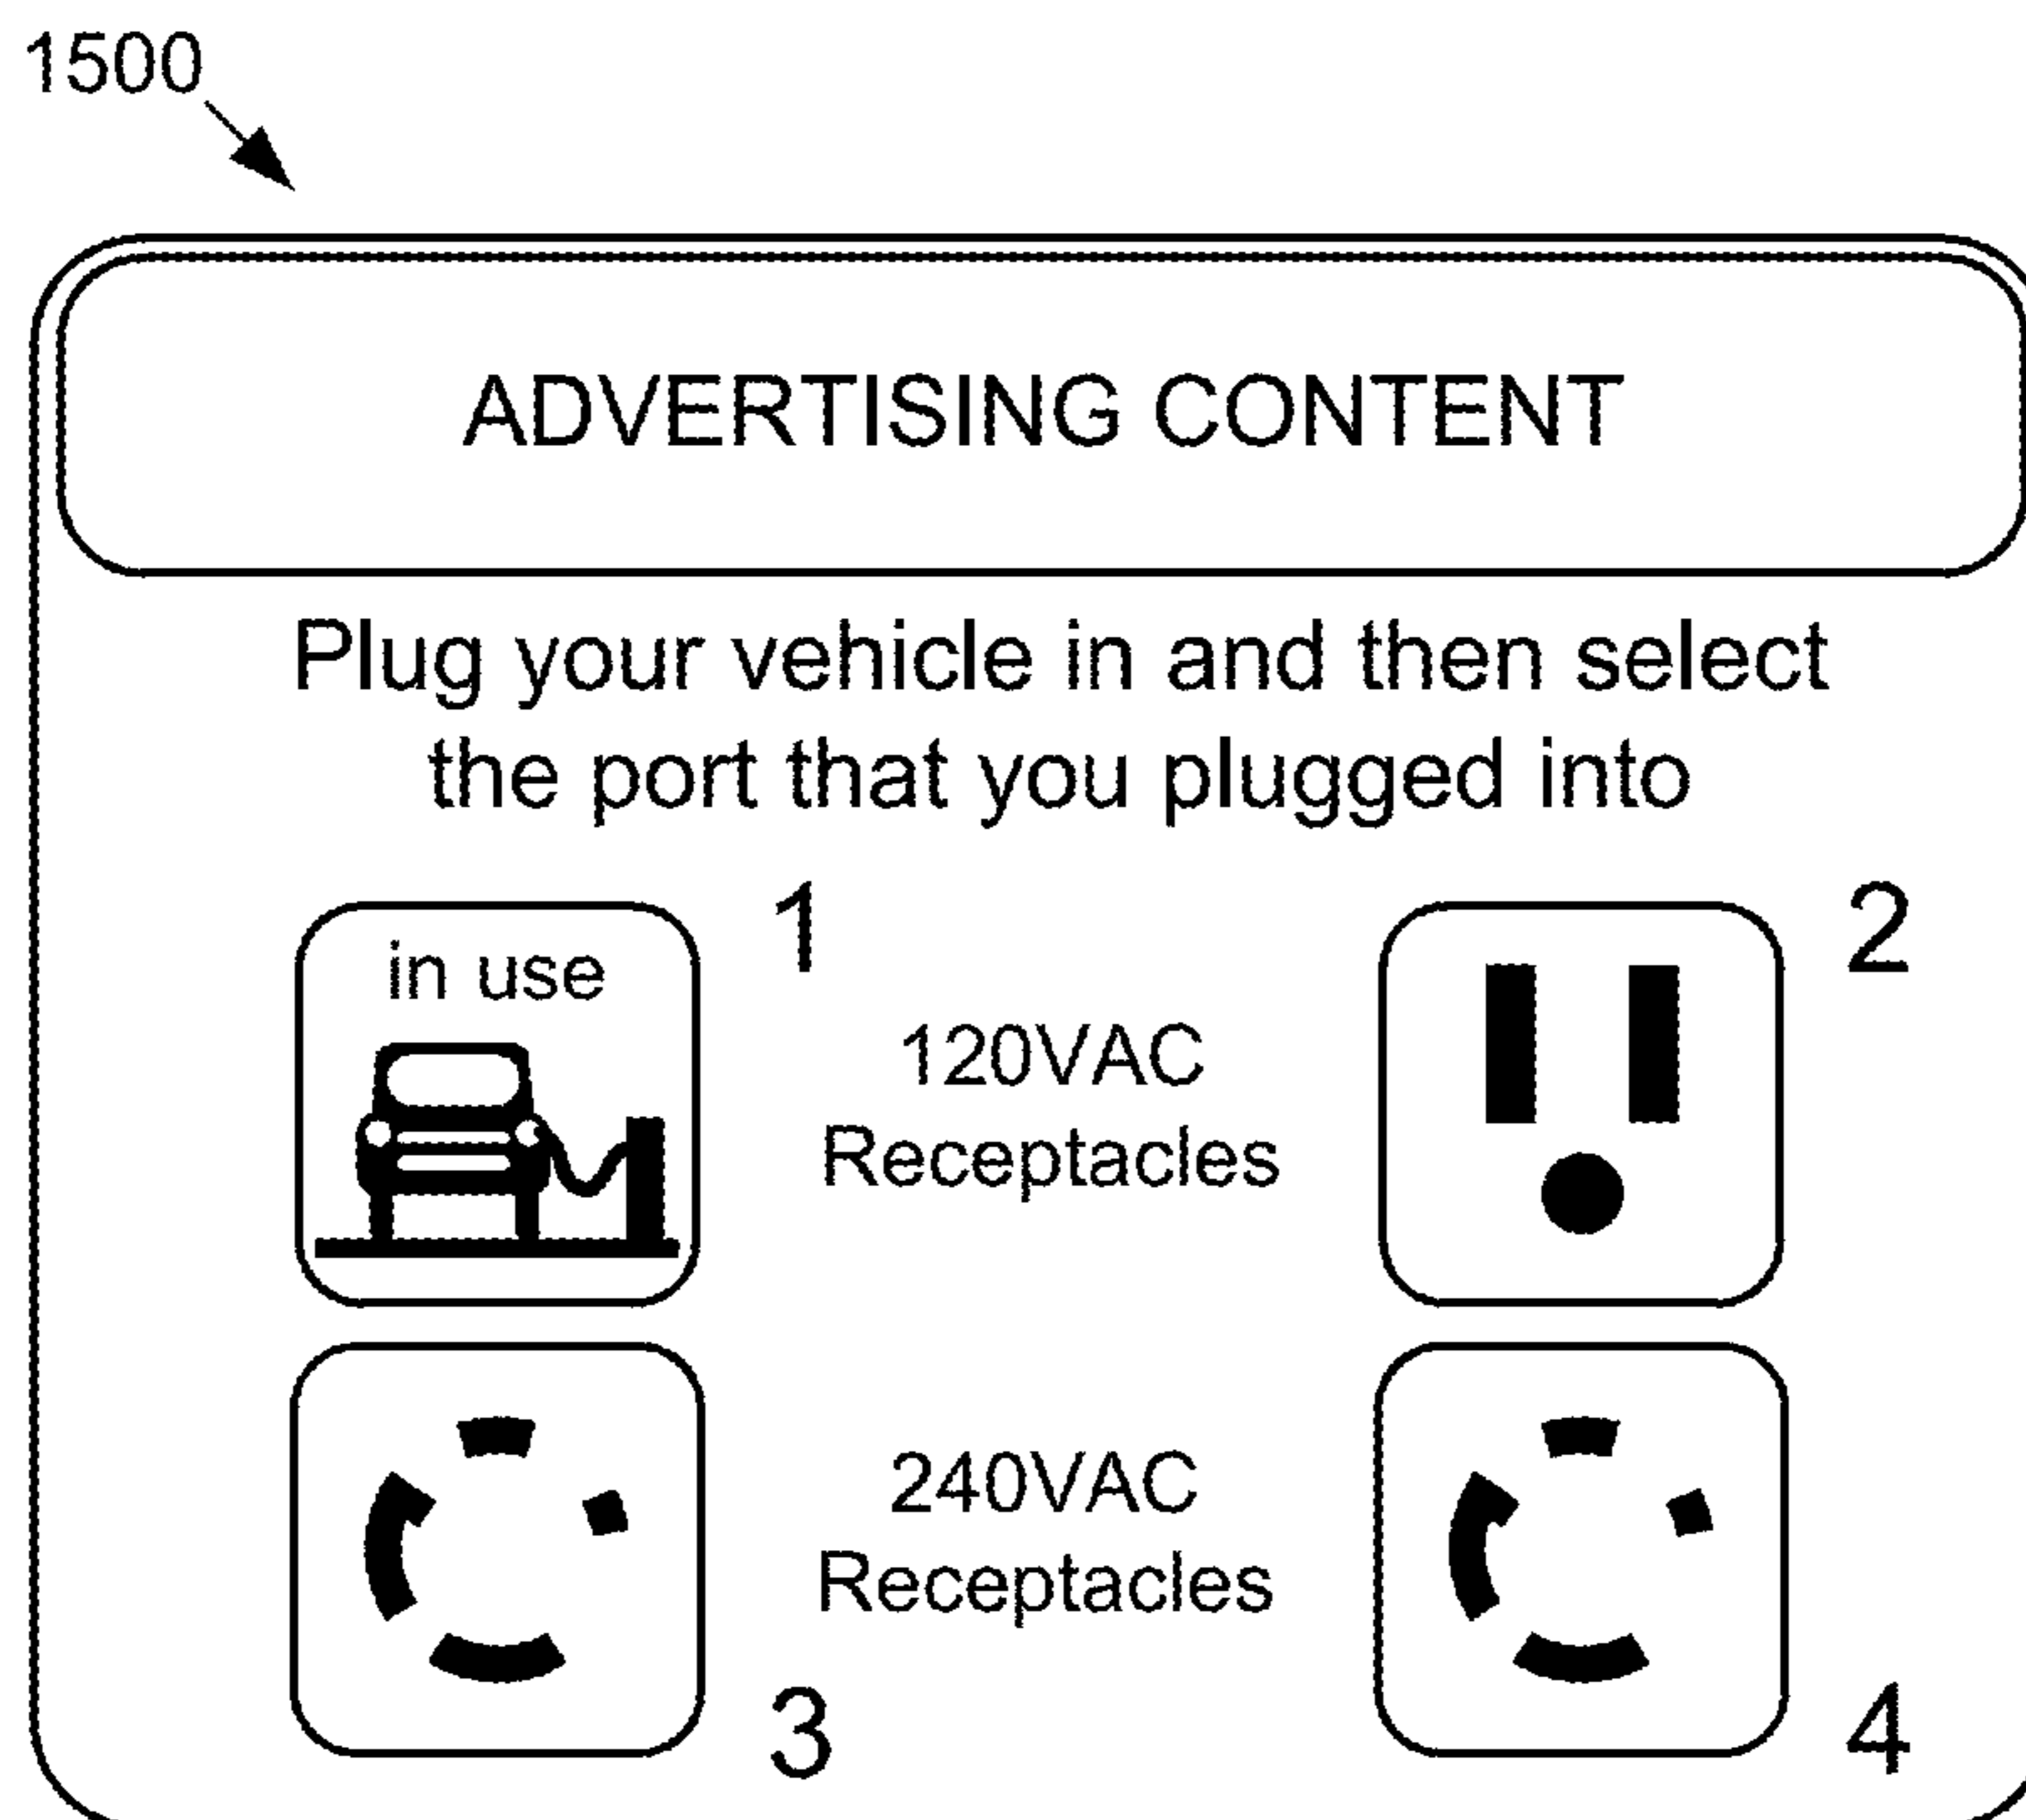 1500
ADVERTISING CONTENT
Plug your vehicle in and then select
the port that you plugged into
1
2
in use
120VAC
Receptacles
240VAC
Receptacles
3
4